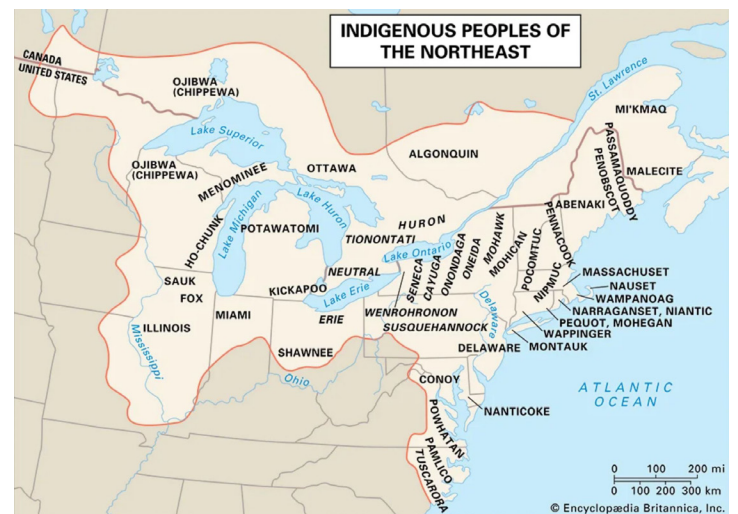 INDIGENOUS PEOPLES OF
THE NORTHEAST
CANADA
UNITED STATES
OJIBWA
(CHIPPEWA)
Lake Superior
St. Lawrence
MI'KMAQ
ALGONQUIN
PASSAMAQUODDY
PENOBSCOT
MALECITE
OJIBWA
(CHIPPEWA)
MENOMINEE
OTTAWA
Lake Huron
Lake Michigan
HO-CHUNK
POTAWATOMI
HURON
TIONONTATI
Lake Ontario
ABENAKI
PENNACOOK
MOHAWK
MOHICAN
POCOMTUC
NIPMUC
SENECA
CAYUGA
ONONDAGA
ONEIDA
NEUTRAL
SAUK
FOX
KICKAPOO
Lake Erie
MASSACHUSET
NAUSET
WAMPANOAG
NARRAGANSET, NIANTIC
PEQUOT, MOHEGAN
WAPPINGER
MONTAUK
Delaware
MIAMI
ERIE
WENROHRONON
SUSQUEHANNOCK
ILLINOIS
Mississippi
SHAWNEE
Ohio
DELAWARE
CONOY
NANTICOKE
POWHATAN
PAMLICO
TUSCARORA
ATLANTIC
OCEAN
0 100 200 mi
0 100 200 300 km
© Encyclopædia Britannica, Inc.